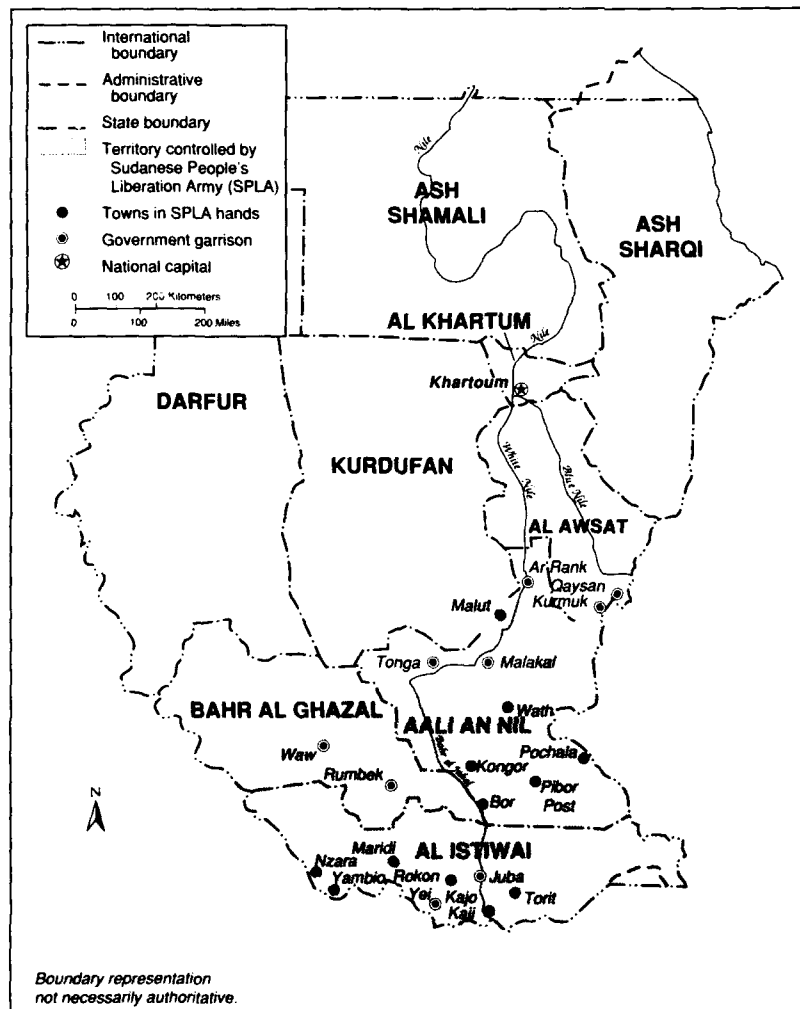 International
boundary
Administrative
boundary
State boundary
Territory controlled by
Sudanese People's
Liberation Army (SPLA)
Towns in SPLA hands
Government garrison
National capital
0 100 200 Kilometers
0 100 200 Miles
Nile
ASH
SHAMALI
ASH
SHARQI
AL KHARTUM
Nile
Khartoum
DARFUR
KURDUFAN
White Nile
Blue Nile
AL AWSAT
Ar Rank
Qaysan
Kurmuk
Malut
Tonga
Malakal
BAHR AL GHAZAL
AALI AN NIL
Wath
Waw
Bahr al Jabal
Pochala
Kongor
Rumbek
Pibor
Post
Bor
N
AL ISTIWAI
Maridi
Nzara
Rokon
Juba
Yambio
Yei
Kajo
Kaji
Torit
Boundary representation
not necessarily authoritative.